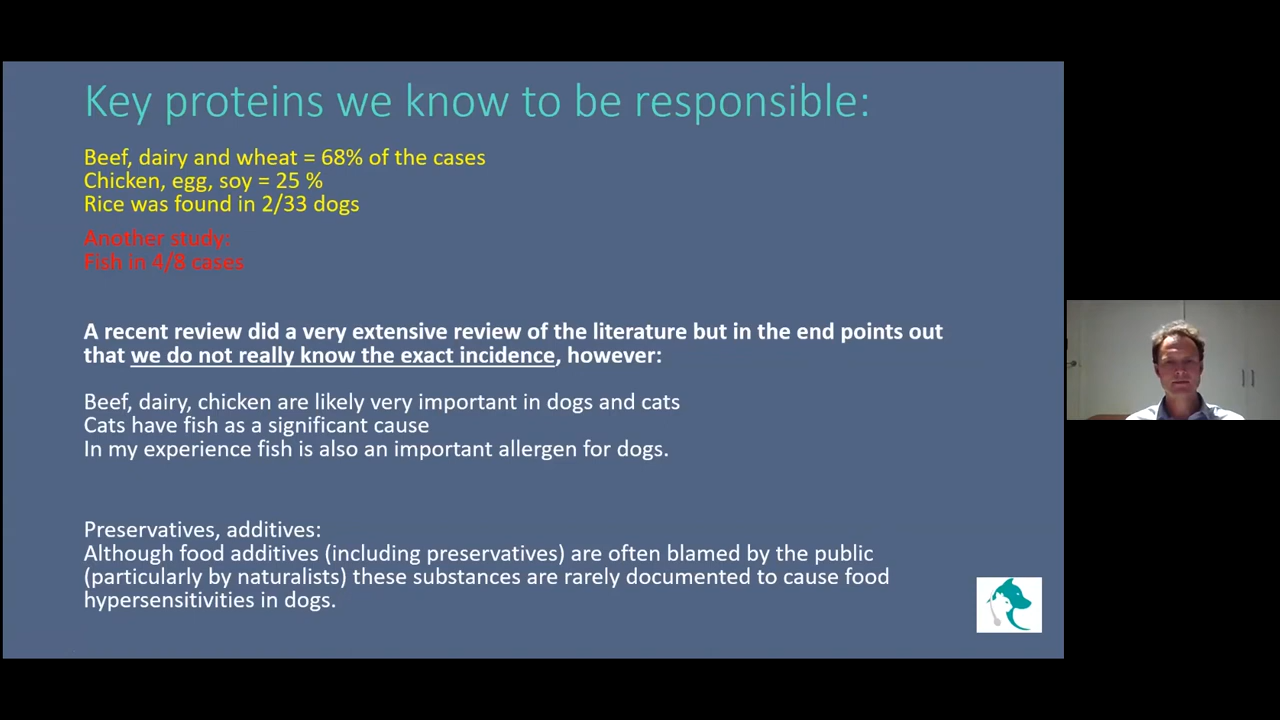 Key proteins we know to be responsible:
Beef, dairy and wheat = 68% of the cases
Chicken, egg, soy = 25 %
Rice was found in 2/33 dogs
Another study:
Fish in 4/8 cases
A recent review did a very extensive review of the literature but in the end points out
that we do not really know the exact incidence, however:
Beef, dairy, chicken are likely very important in dogs and cats
Cats have fish as a significant cause
In my experience fish is also an important allergen for dogs.
Preservatives, additives:
Although food additives (including preservatives) are often blamed by the public
(particularly by naturalists) these substances are rarely documented to cause food
hypersensitivities in dogs.